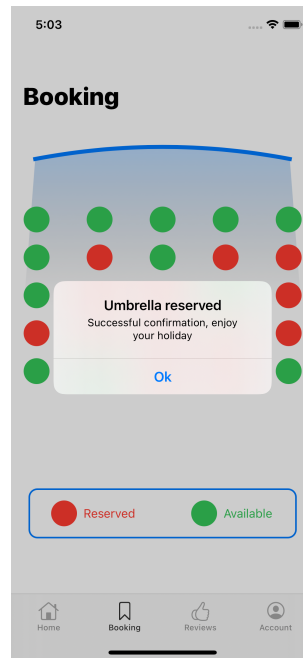 5:03
Booking
Umbrella reserved
Successful confirmation, enjoy
your holiday
Ok
Reserved
Available
Home
Booking
Reviews
Account